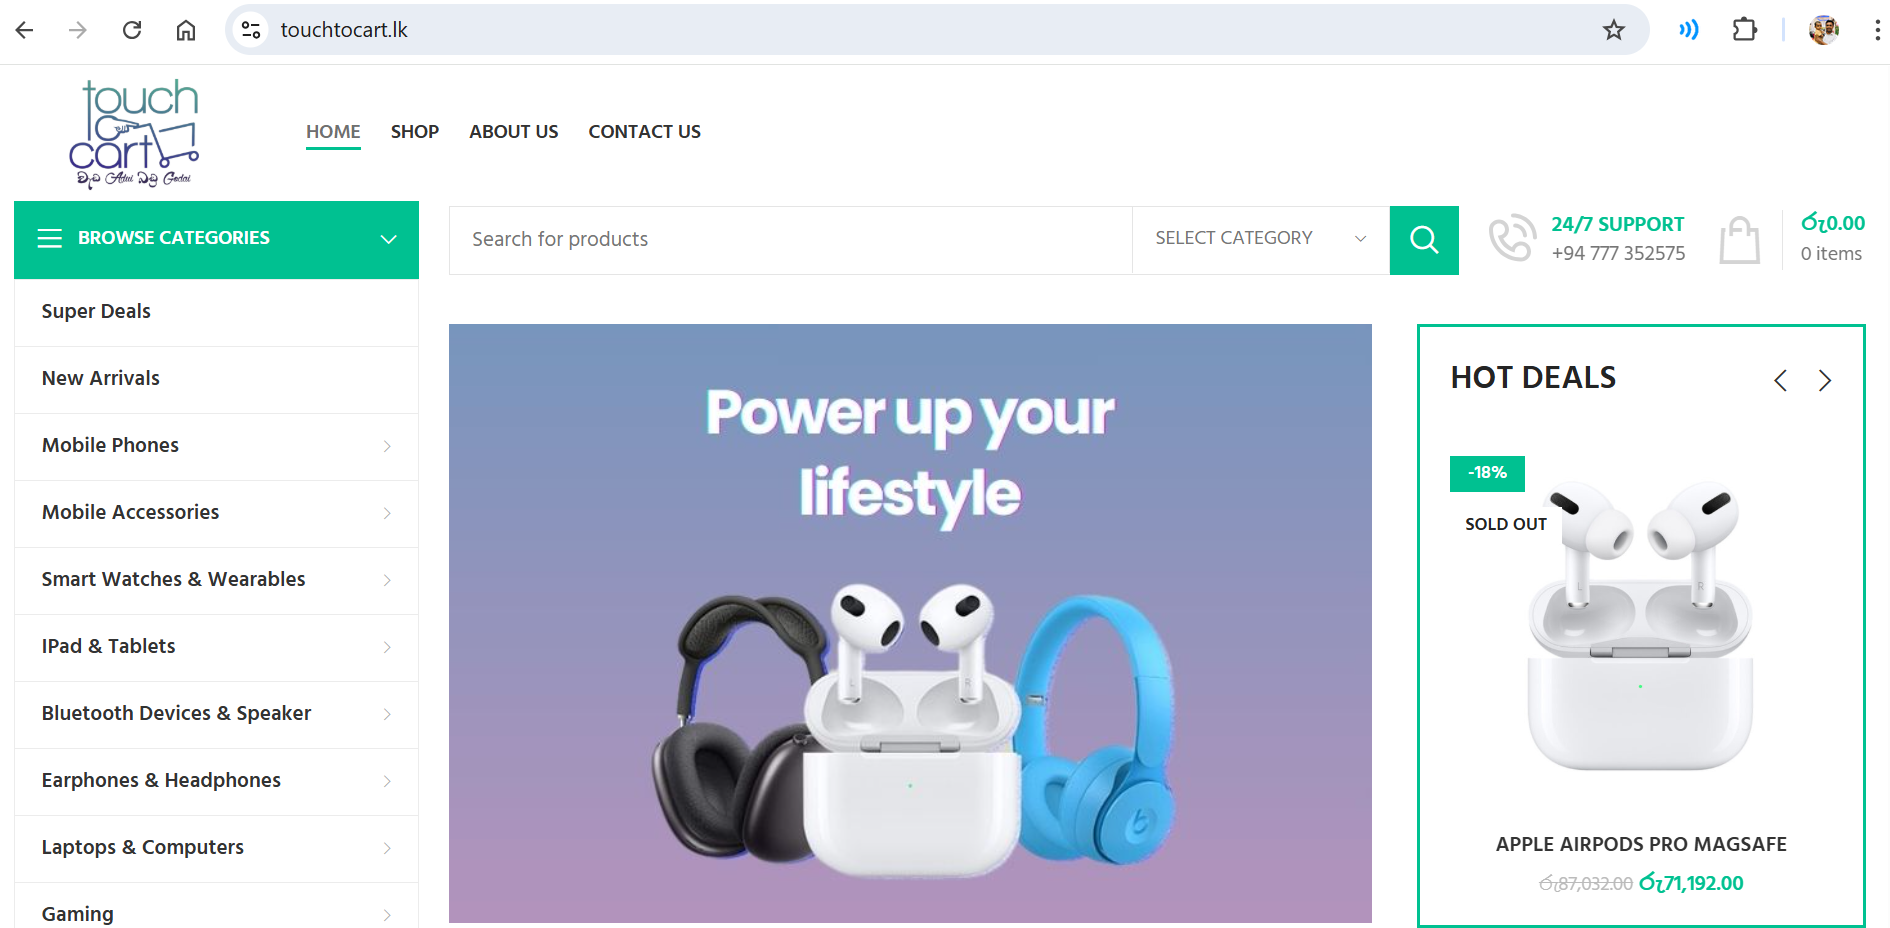 touchtocart.lk
touch
to
cart
වැඩ Adui බඩු Godai
HOME
SHOP
ABOUT US
CONTACT US
BROWSE CATEGORIES
Search for products
SELECT CATEGORY
24/7 SUPPORT
+94 777 352575
රු0.00
0 items
Super Deals
New Arrivals
Mobile Phones
Mobile Accessories
Smart Watches & Wearables
IPad & Tablets
Bluetooth Devices & Speaker
Earphones & Headphones
Laptops & Computers
Gaming
Power up your
lifestyle
L
R
b
HOT DEALS
-18%
SOLD OUT
L
R
APPLE AIRPODS PRO MAGSAFE
රු87,032.00 රු71,192.00